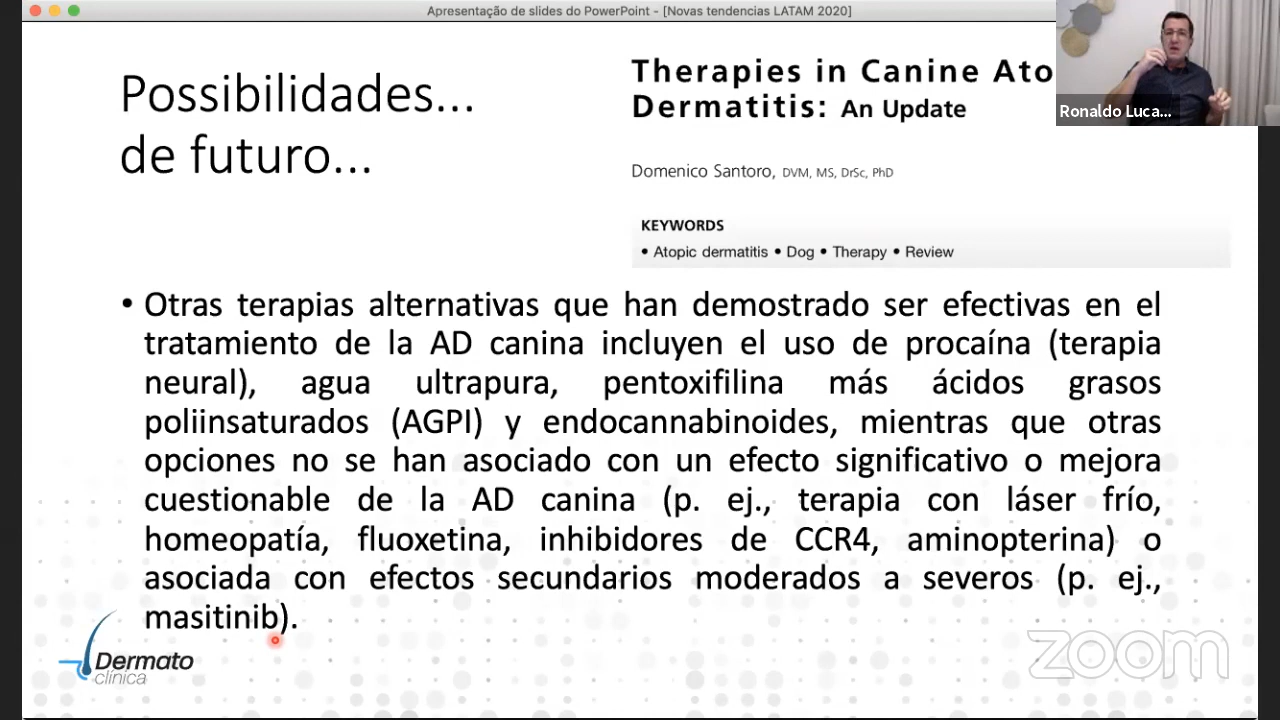 Apresentação de slides do PowerPoint - [Novas tendencias LATAM 2020]
Possibilidades...
de futuro...
Therapies in Canine Ato
Dermatitis: An Update
Domenico Santoro, DVM, MS, DrSc, PhD
KEYWORDS
• Atopic dermatitis • Dog • Therapy • Review
Ronaldo Luca...
• Otras terapias alternativas que han demostrado ser efectivas en el
tratamiento de la AD canina incluyen el uso de procaína (terapia
neural), agua ultrapura, pentoxifilina más ácidos grasos
poliinsaturados (AGPI) y endocannabinoides, mientras que otras
opciones no se han asociado con un efecto significativo o mejora
cuestionable de la AD canina (p. ej., terapia con láser frío,
homeopatía, fluoxetina, inhibidores de CCR4, aminopterina) o
asociada con efectos secundarios moderados a severos (p. ej.,
masitinib).
Dermato
clínica
zoom